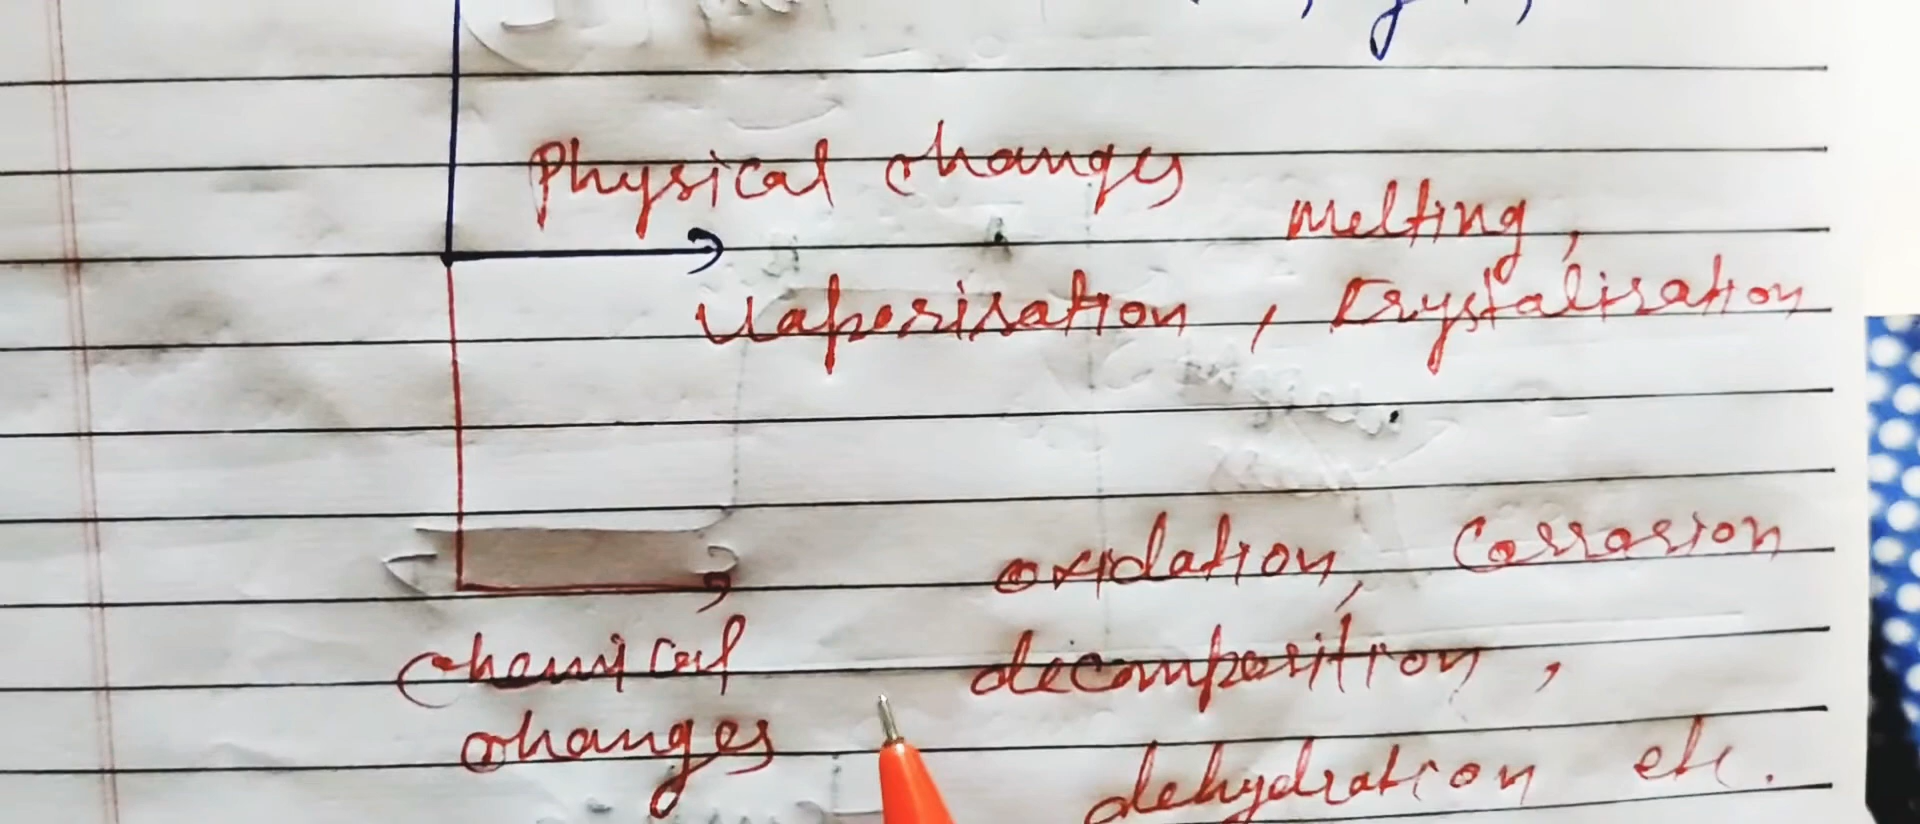 Physical changes
melting,
Vaporisation, Crystalisation
oxidation, Corrosion
Chemical decomposition,
changes
dehydration etc.